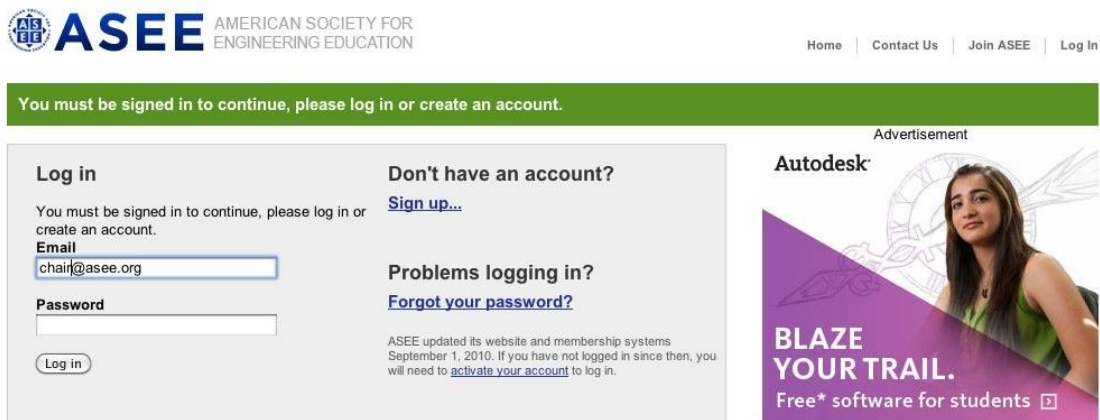 ASEE
AMERICAN SOCIETY FOR
ENGINEERING EDUCATION
Home
Contact Us
Join ASEE
Log In
You must be signed in to continue, please log in or create an account.
Log in
You must be signed in to continue, please log in or
create an account.
Email
chair@asee.org
Password
Log in
Don't have an account?
Sign up...
Problems logging in?
Forgot your password?
ASEE updated its website and membership systems
September 1, 2010. If you have not logged in since then, you
will need to activate your account to log in.
Advertisement
Autodesk
BLAZE
YOUR TRAIL.
Free* software for students